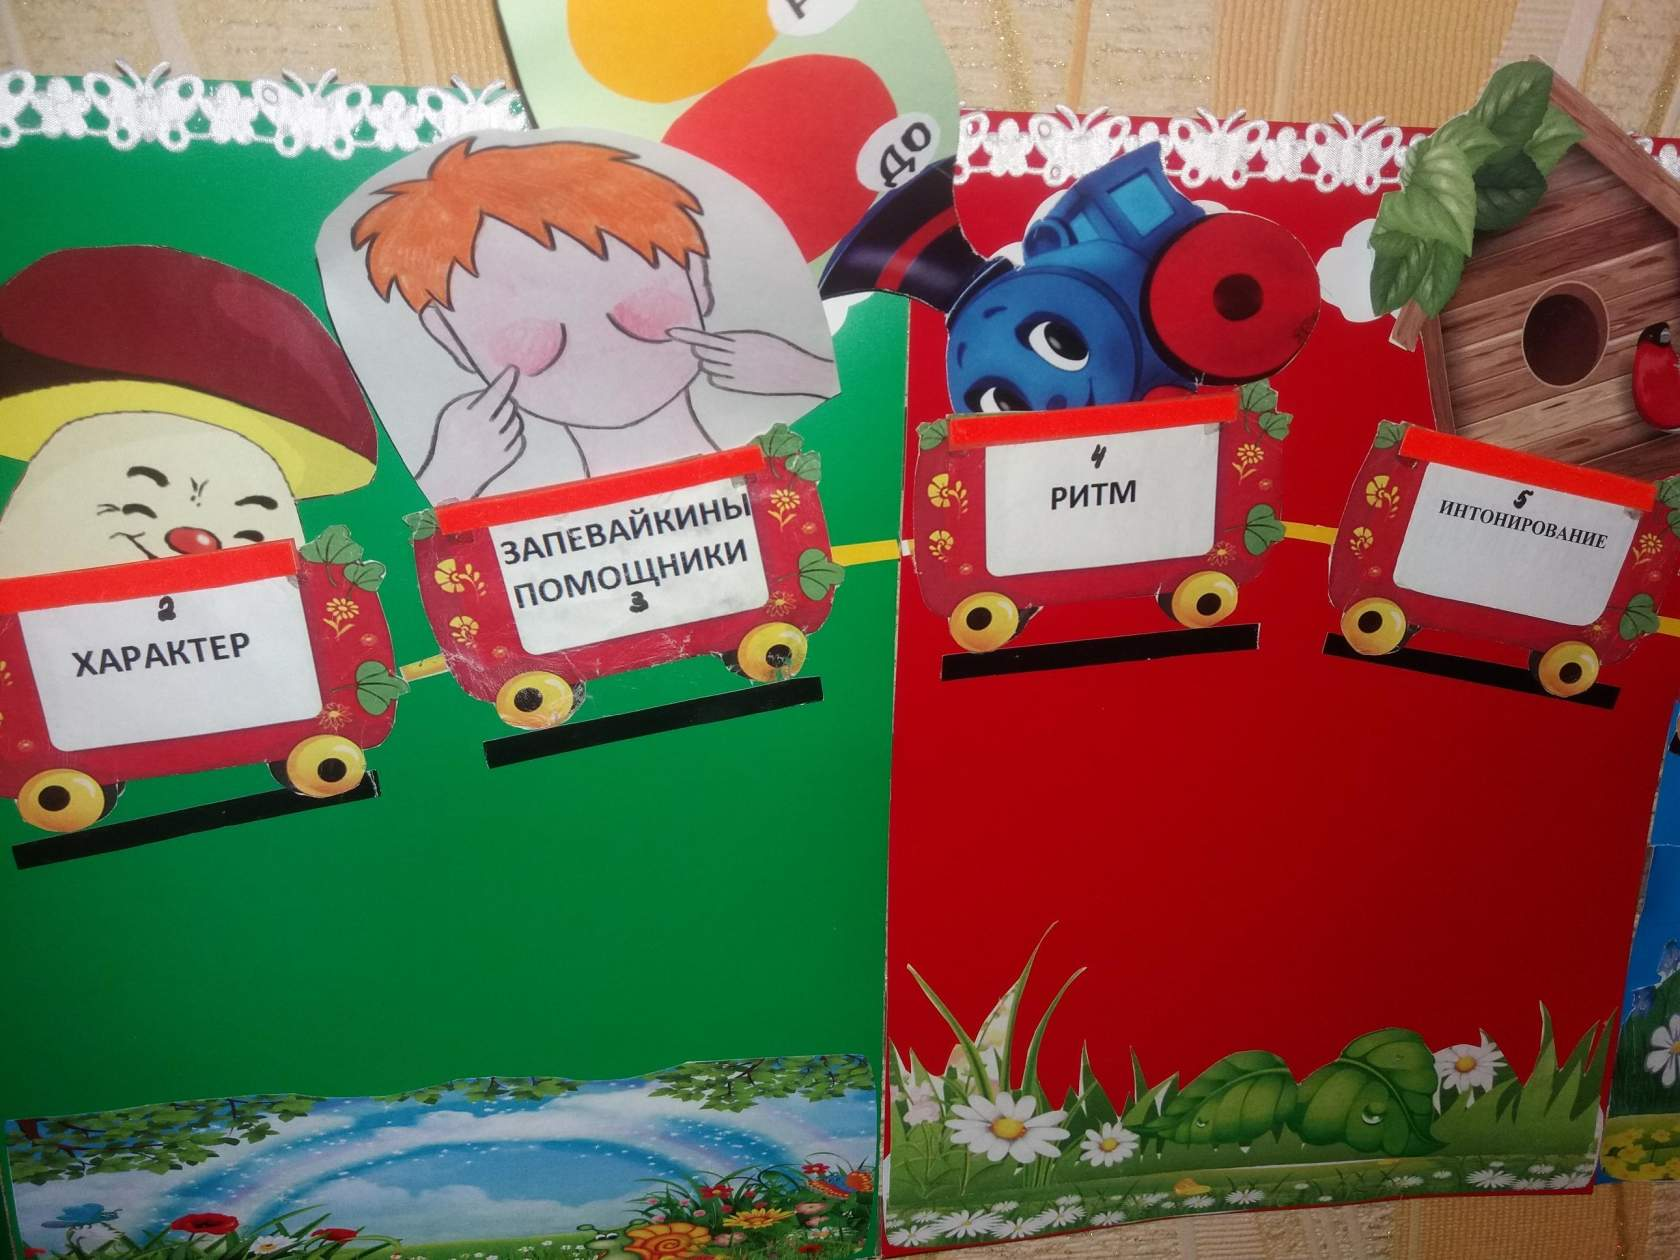 ДО
2
ХАРАКТЕР
ЗАПЕВАЙКИНЫ
ПОМОЩНИКИ
3
4
РИТМ
5
ИНТОНИРОВАНИЕ